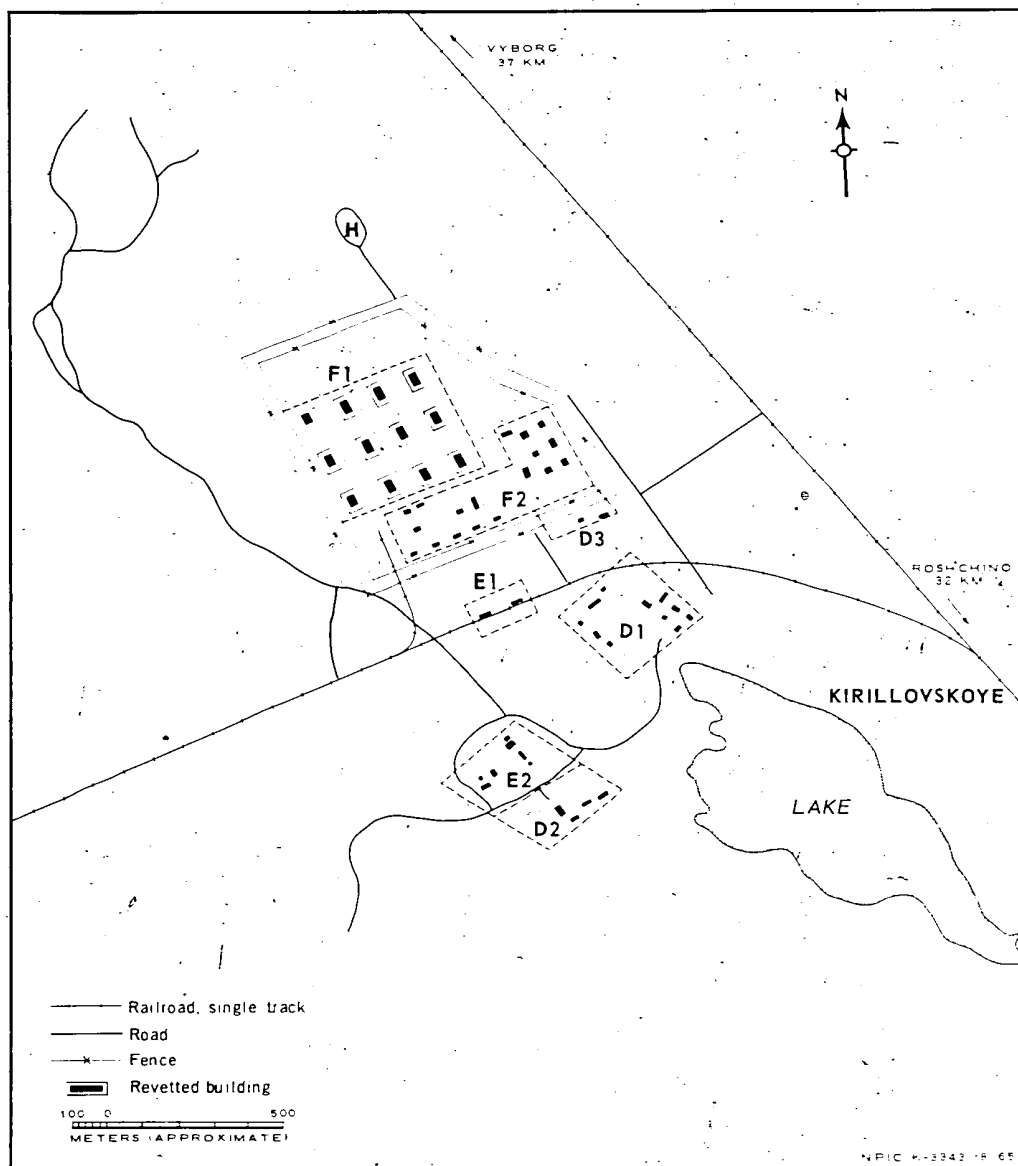 VYBORG
37 KM
N
H
F1
F2
D3
E1
ROSHCHINO
32 KM
D1
KIRILLOVSKOYE
E2
LAKE
D2
Railroad, single track
Road
Fence
Revetted building
100 0 500
METERS (APPROXIMATE)